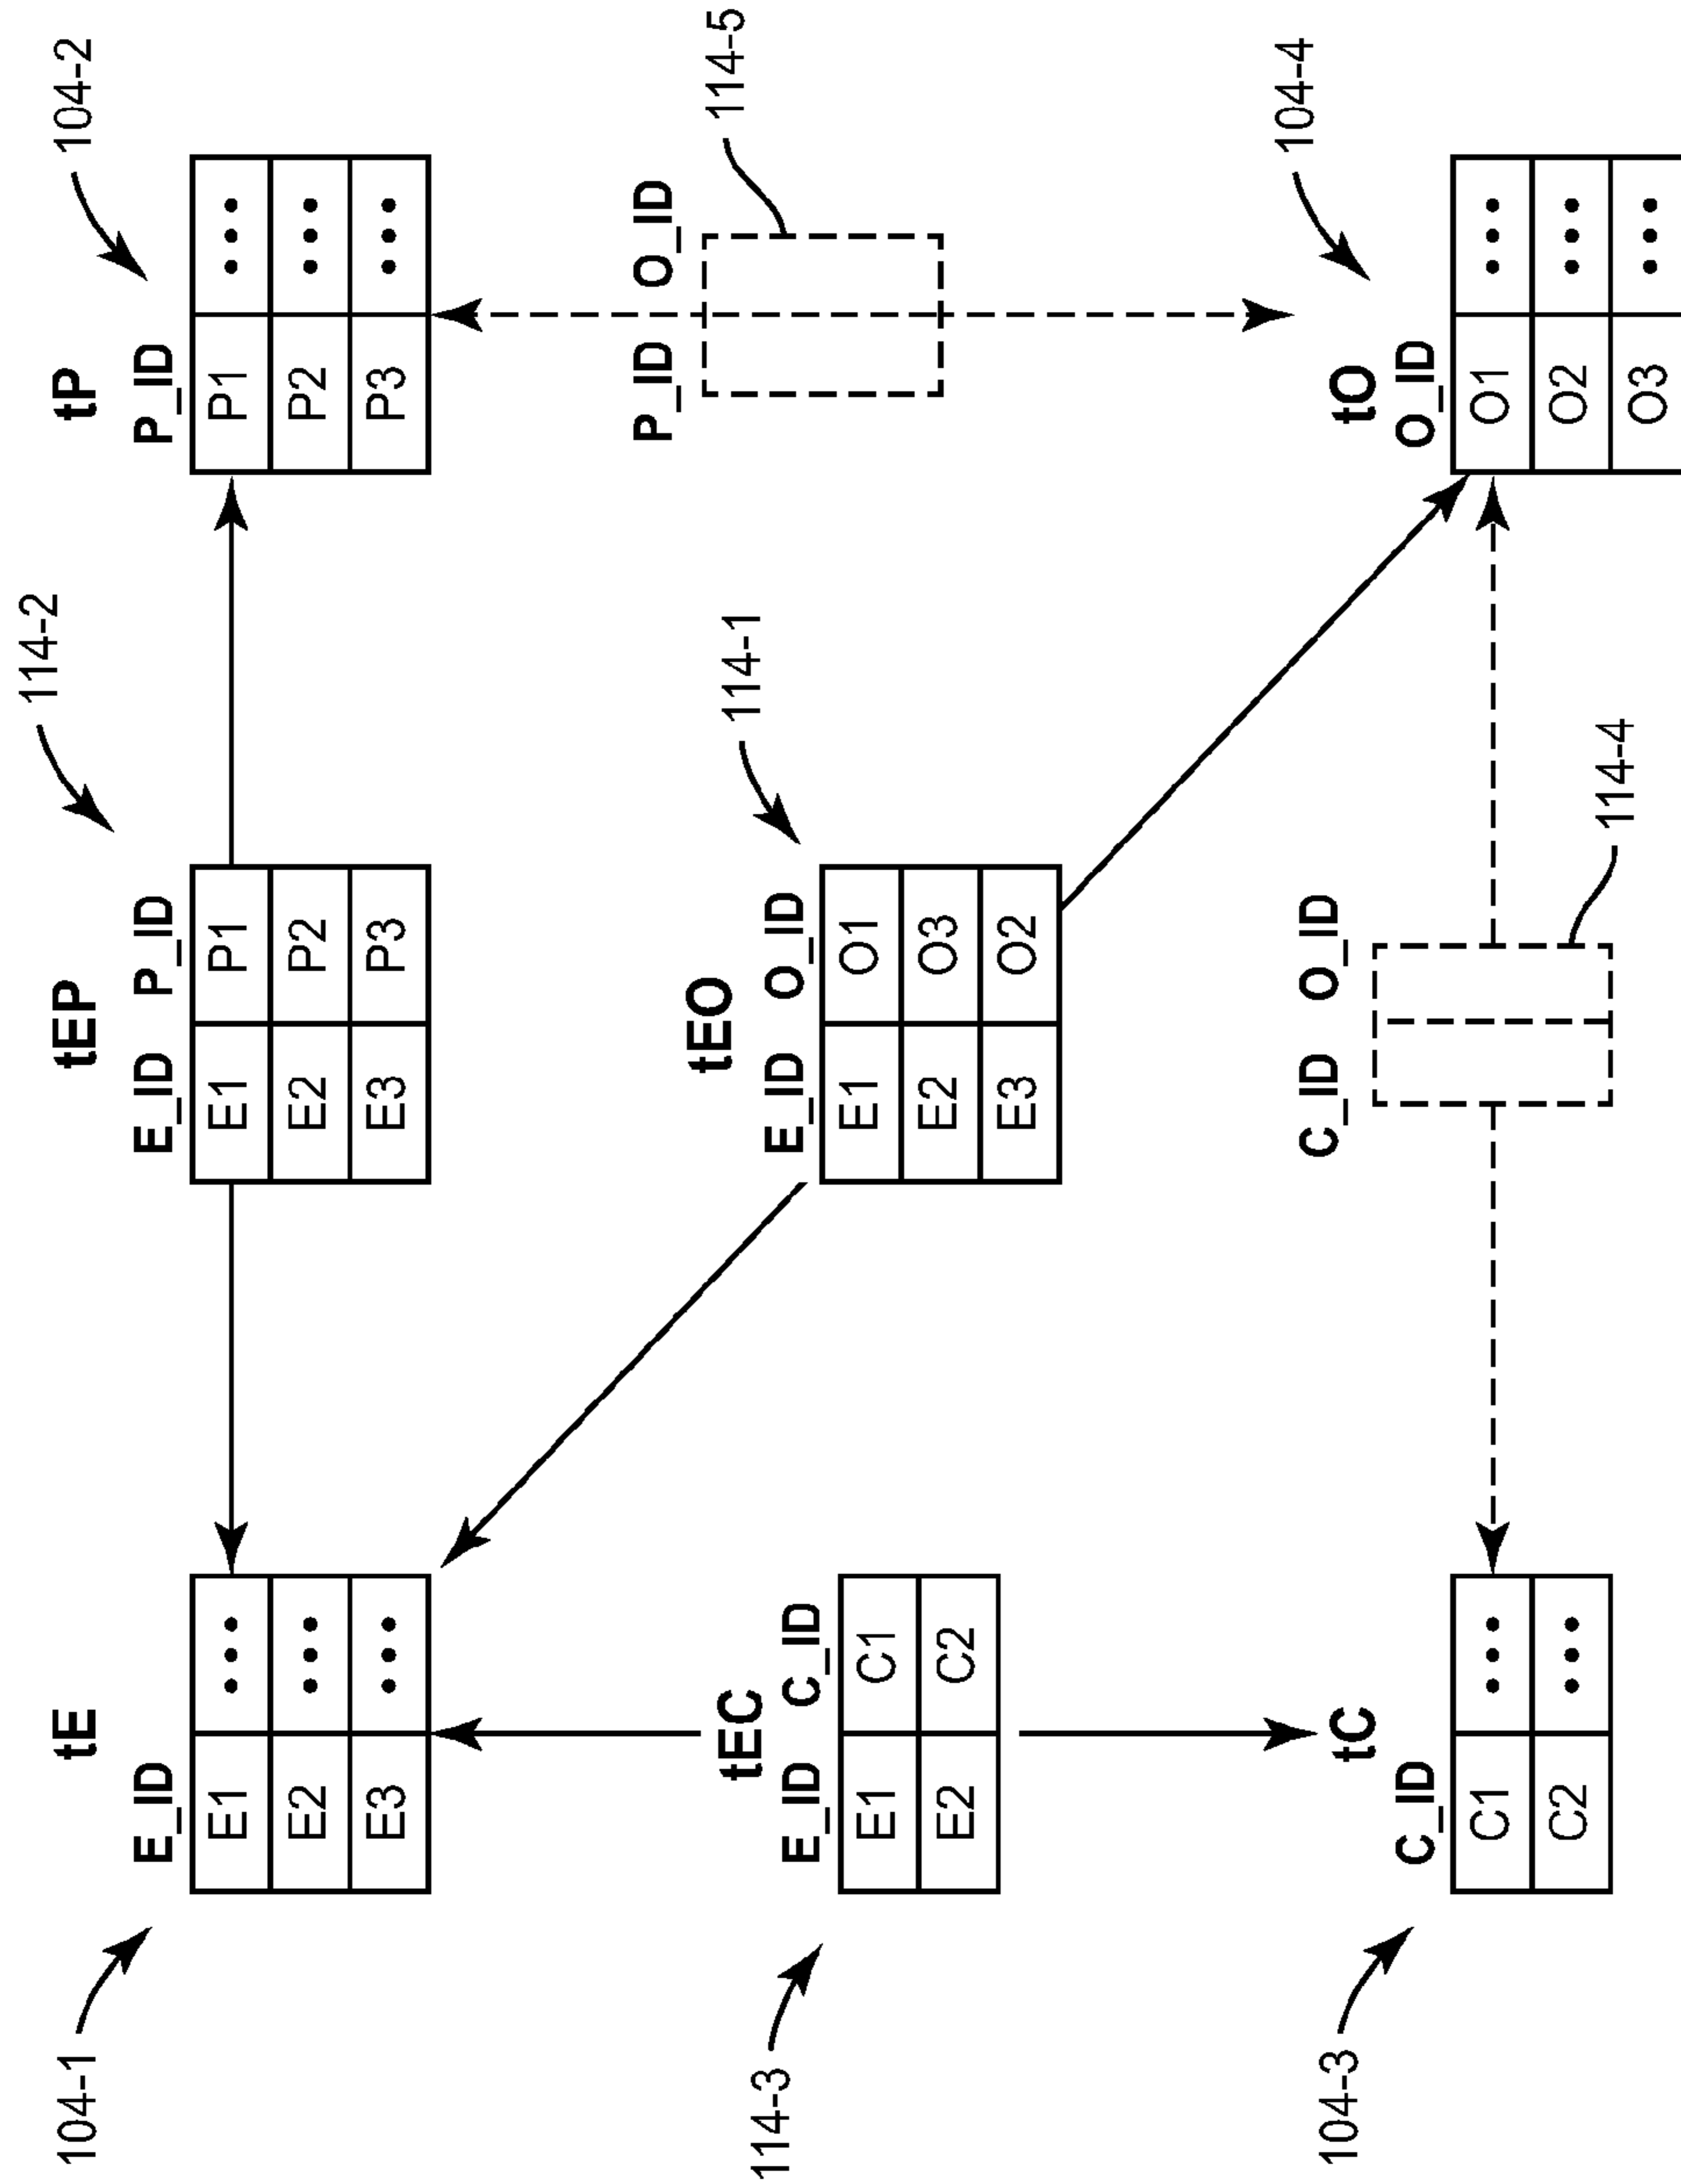 114-2
104-1 104-2
tE tEP tP
E_ID E_ID P_ID P_ID
E1 ••• E1 P1 P1 •••
E2 ••• E2 P2 P2 •••
E3 ••• E3 P3 P3 •••
P_ID O_ID
114-5
tEC tEO 114-1
114-3
E_ID C_ID E_ID O_ID
E1 C1 E1 O1
E2 C2 E2 O3
E3 O2
104-4
C_ID O_ID
104-3
tC tO
C_ID O_ID
C1 ••• O1 •••
C2 ••• O2 •••
114-4
O3 •••